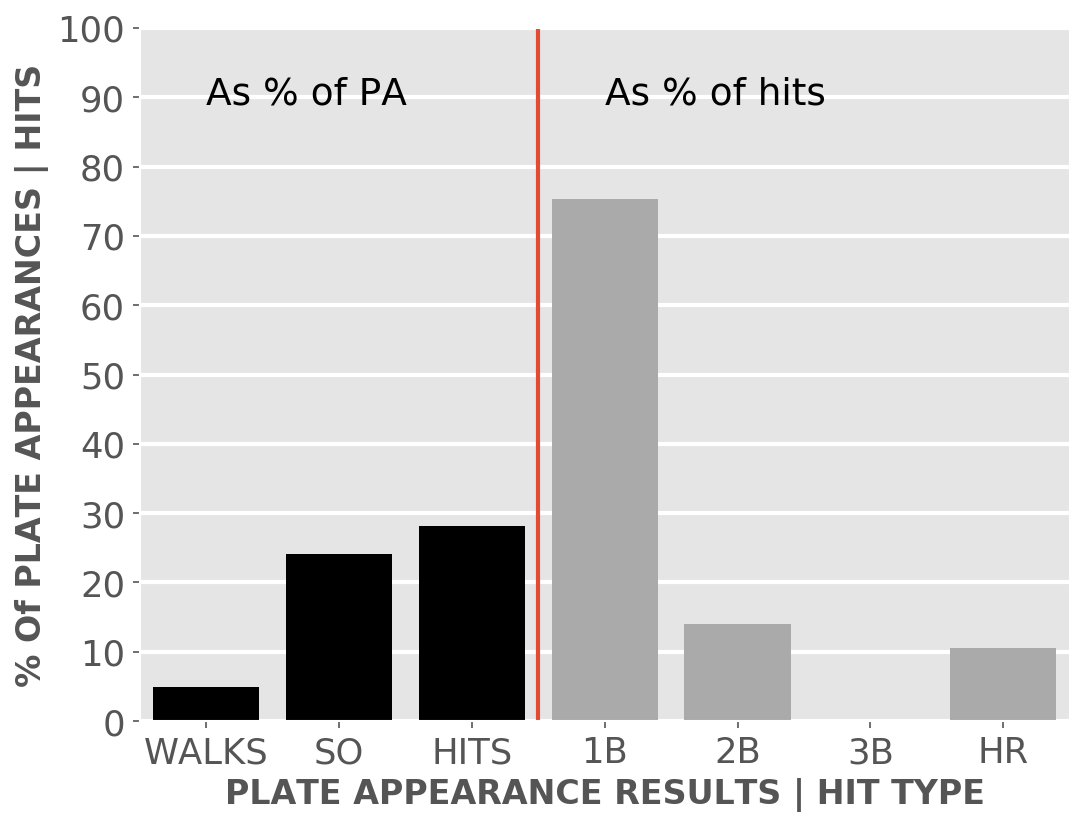 % Of PLATE APPEARANCES | HITS
100
90
80
70
60
50
40
30
20
10
0
As % of PA
As % of hits
WALKS SO HITS 1B 2B 3B HR
PLATE APPEARANCE RESULTS | HIT TYPE